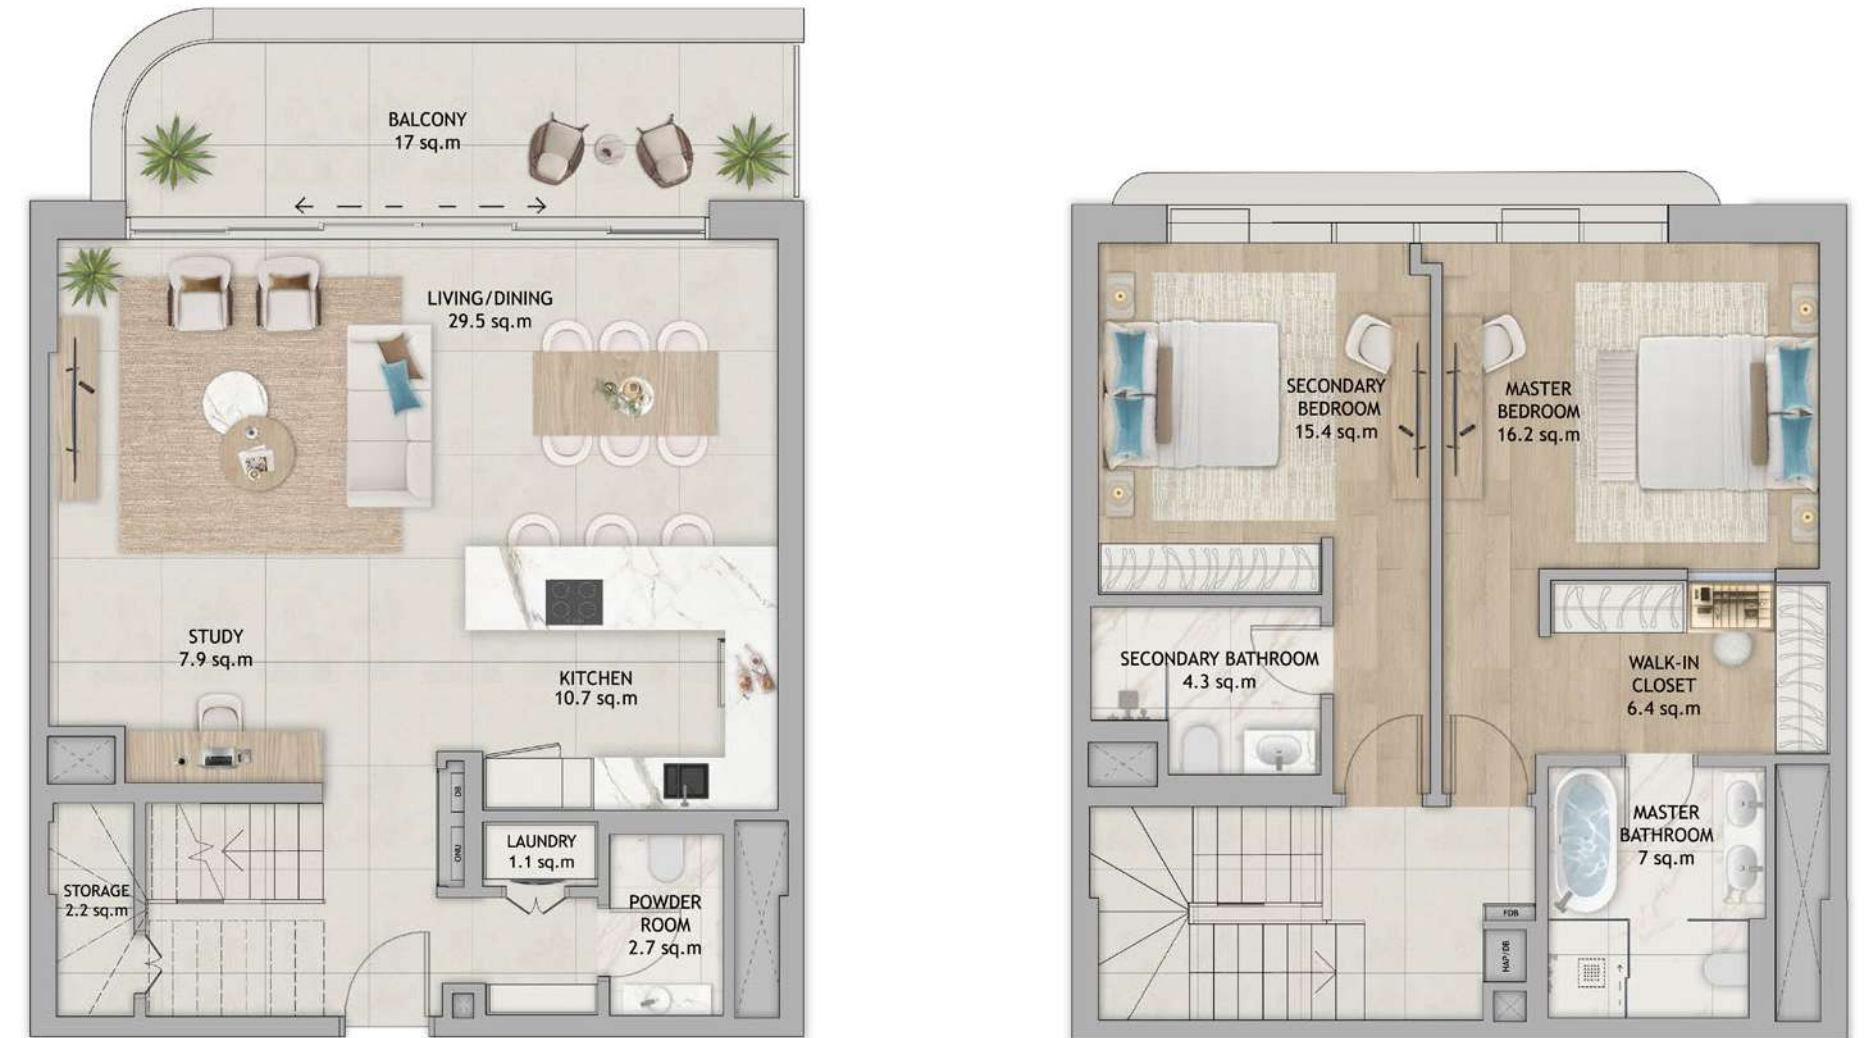 BALCONY
17 sq.m
LIVING/DINING
29.5 sq.m
STUDY
7.9 sq.m
KITCHEN
10.7 sq.m
DB
ONU
LAUNDRY
1.1 sq.m
STORAGE
2.2 sq.m
POWDER
ROOM
2.7 sq.m
SECONDARY
BEDROOM
15.4 sq.m
MASTER
BEDROOM
16.2 sq.m
SECONDARY BATHROOM
4.3 sq.m
WALK-IN
CLOSET
6.4 sq.m
MASTER
BATHROOM
7 sq.m
FDB
HAP/DB